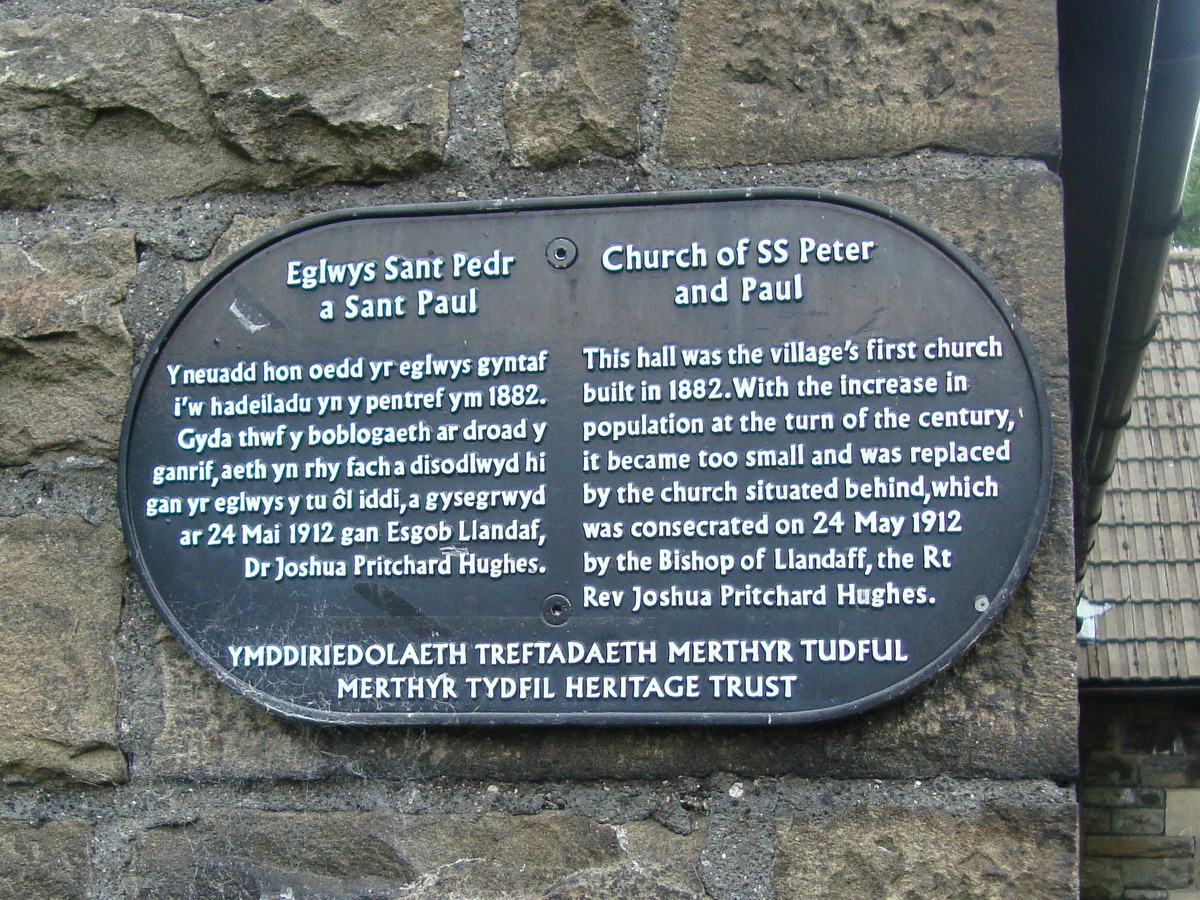 Eglwys Sant Pedr
a Sant Paul
Yneuadd hon oedd yr eglwys gyntaf
i'w hadeiladu yn y pentref ym 1882.
Gyda thwf y boblogaeth ar droad y
ganrif, aeth yn rhy fach a disodlwyd hi
gan yr eglwys y tu ôl iddi, a gysegrwyd
ar 24 Mai 1912 gan Esgob Llandaf,
Dr Joshua Pritchard Hughes.
Church of SS Peter
and Paul
This hall was the village's first church
built in 1882. With the increase in
population at the turn of the century,
it became too small and was replaced
by the church situated behind, which
was consecrated on 24 May 1912
by the Bishop of Llandaff, the Rt
Rev Joshua Pritchard Hughes.
YMDDIRIEDOLAETH TREFTADAETH MERTHYR TUDFUL
MERTHYR TYDFIL HERITAGE TRUST